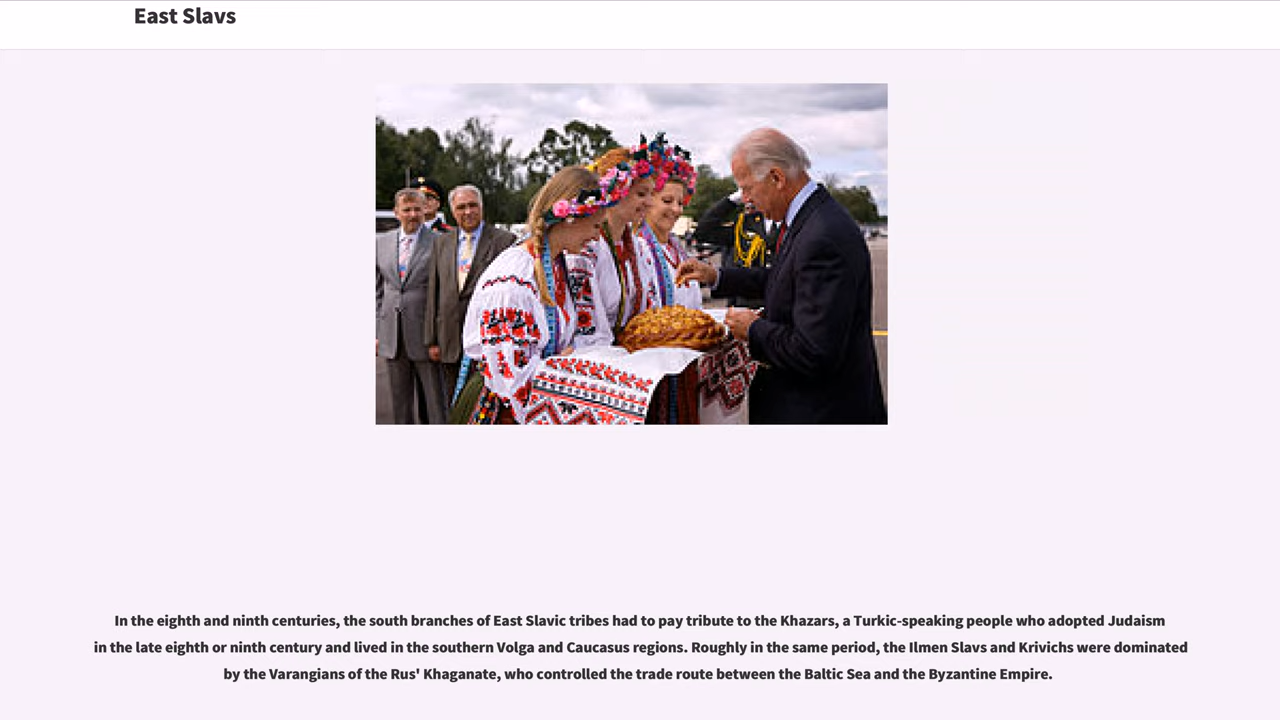 East Slavs
In the eighth and ninth centuries, the south branches of East Slavic tribes had to pay tribute to the Khazars, a Turkic-speaking people who adopted Judaism
in the late eighth or ninth century and lived in the southern Volga and Caucasus regions. Roughly in the same period, the Ilmen Slavs and Krivichs were dominated
by the Varangians of the Rus' Khaganate, who controlled the trade route between the Baltic Sea and the Byzantine Empire.